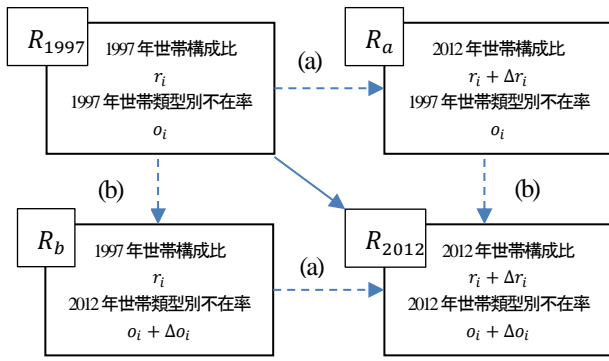 R₁₉₉₇
1997年世帯構成比
rᵢ
1997年世帯類型別不在率
oᵢ
(a)
Rₐ
2012年世帯構成比
rᵢ + Δrᵢ
1997年世帯類型別不在率
oᵢ
(b)
(b)
R_b
1997年世帯構成比
rᵢ
2012年世帯類型別不在率
oᵢ + Δoᵢ
(a)
R₂₀₁₂
2012年世帯構成比
rᵢ + Δrᵢ
2012年世帯類型別不在率
oᵢ + Δoᵢ